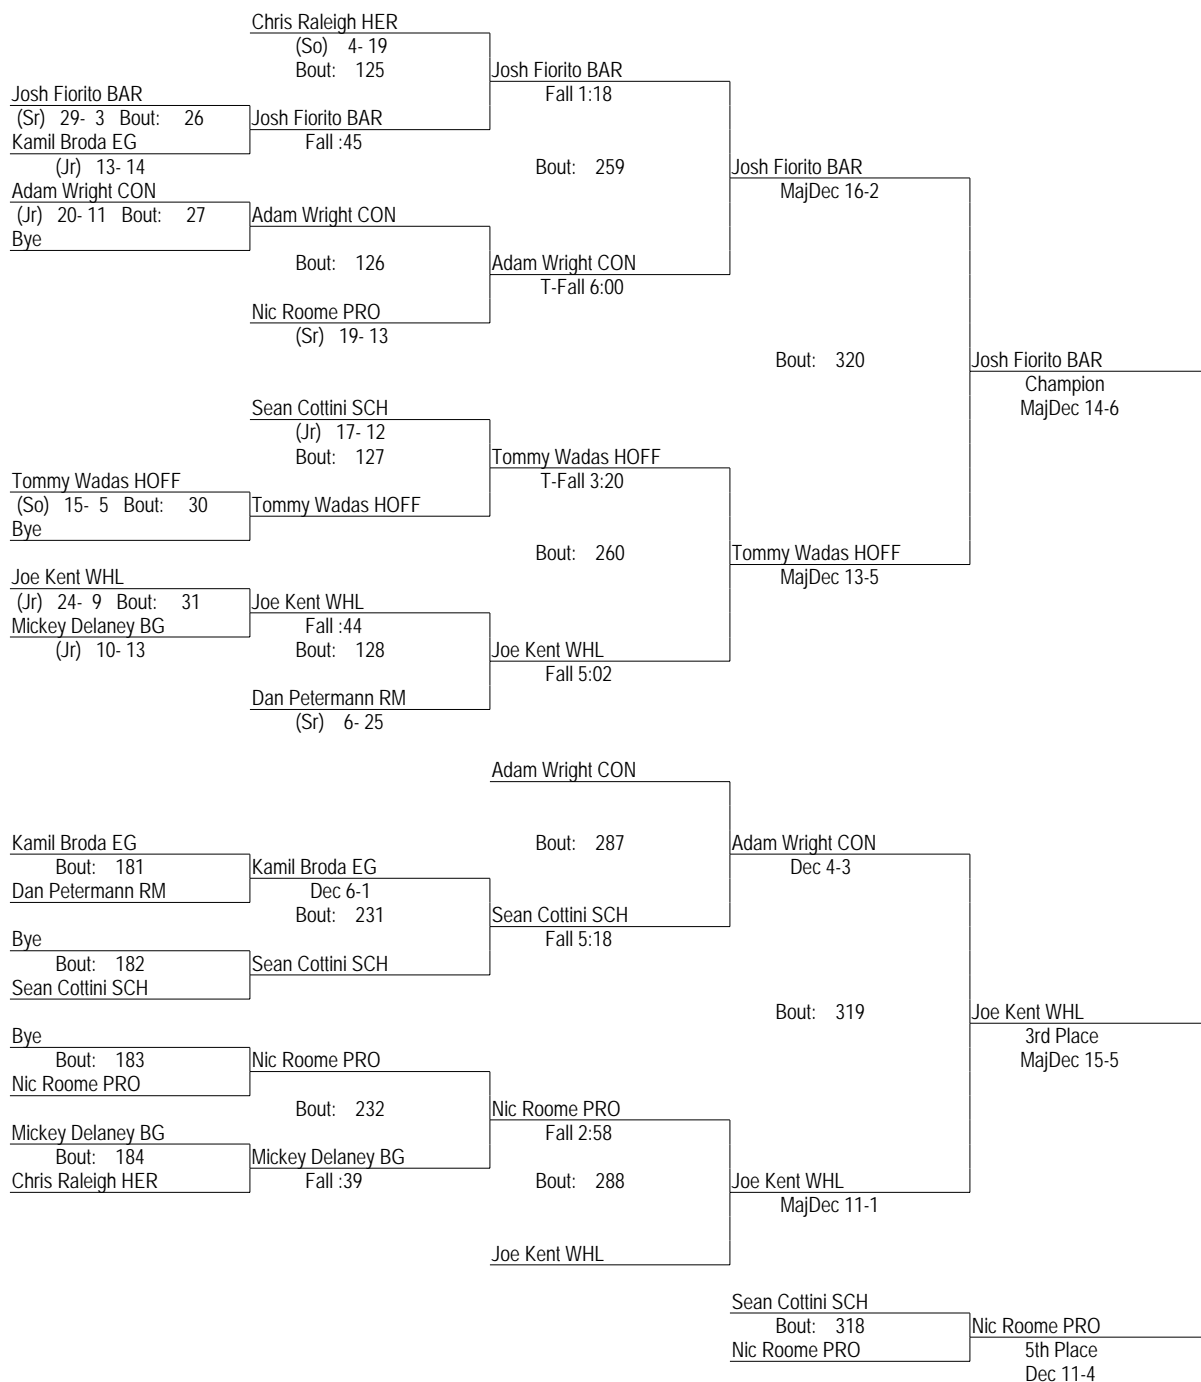 Chris Raleigh HER
(So) 4- 19
Bout: 125
Josh Fiorito BAR
Fall 1:18
Josh Fiorito BAR
(Sr) 29- 3 Bout: 26
Josh Fiorito BAR
Kamil Broda EG
Fall :45
(Jr) 13- 14
Bout: 259
Josh Fiorito BAR
MajDec 16-2
Adam Wright CON
(Jr) 20- 11 Bout: 27
Adam Wright CON
Bye
Bout: 126
Adam Wright CON
T-Fall 6:00
Nic Roome PRO
(Sr) 19- 13
Bout: 320
Josh Fiorito BAR
Champion
MajDec 14-6
Sean Cottini SCH
(Jr) 17- 12
Bout: 127
Tommy Wadas HOFF
T-Fall 3:20
Tommy Wadas HOFF
(So) 15- 5 Bout: 30
Tommy Wadas HOFF
Bye
Bout: 260
Tommy Wadas HOFF
MajDec 13-5
Joe Kent WHL
(Jr) 24- 9 Bout: 31
Joe Kent WHL
Mickey Delaney BG
Fall :44
(Jr) 10- 13
Bout: 128
Joe Kent WHL
Fall 5:02
Dan Petermann RM
(Sr) 6- 25
Adam Wright CON
Kamil Broda EG
Bout: 287
Adam Wright CON
Bout: 181
Kamil Broda EG
Dec 4-3
Dan Petermann RM
Dec 6-1
Bout: 231
Sean Cottini SCH
Fall 5:18
Bye
Bout: 182
Sean Cottini SCH
Sean Cottini SCH
Bout: 319
Joe Kent WHL
3rd Place
MajDec 15-5
Bye
Bout: 183
Nic Roome PRO
Nic Roome PRO
Bout: 232
Nic Roome PRO
Fall 2:58
Mickey Delaney BG
Bout: 184
Mickey Delaney BG
Chris Raleigh HER
Fall :39
Bout: 288
Joe Kent WHL
MajDec 11-1
Joe Kent WHL
Sean Cottini SCH
Bout: 318
Nic Roome PRO
Nic Roome PRO
5th Place
Dec 11-4